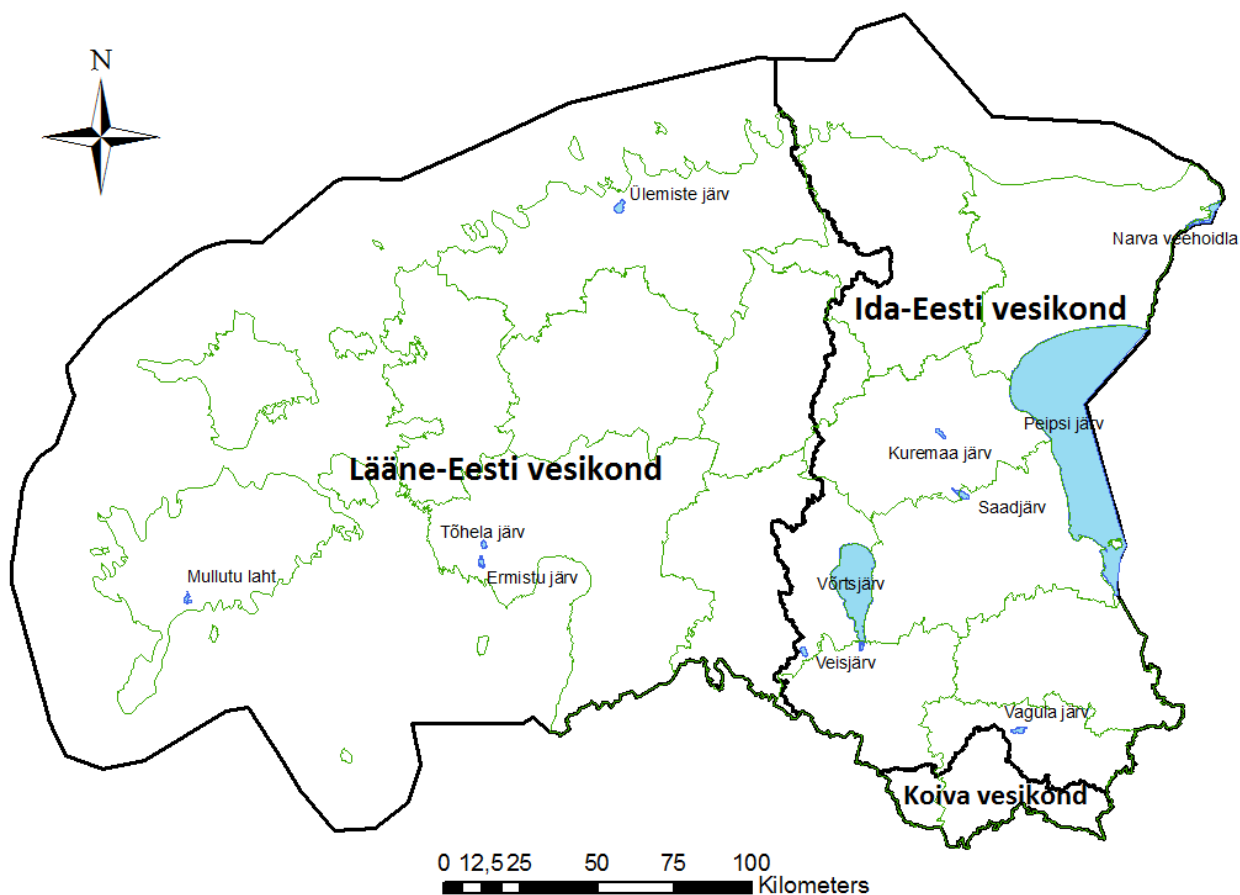 N
Ülemiste järv
Narva veehoidla
Ida-Eesti vesikond
Peipsi järv
Kuremaa järv
Lääne-Eesti vesikond
Saadjärv
Tõhela järv
Mullutu laht
Ermistu järv
Võrtsjärv
Veisjärv
Vagula järv
Koiva vesikond
0 12,5 25 50 75 100
Kilometers